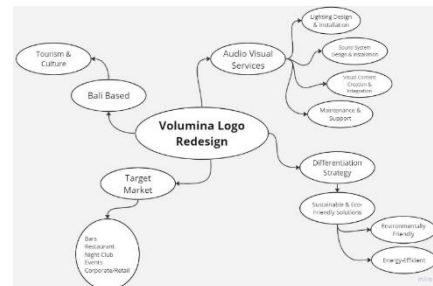 Tourism &
Culture
Bali Based
Audio Visual
Services
Lighting Design
& Installation
Sound System
Design & Installation
Visual Content
Creation &
Integration
Maintenance
& Support
Volumina Logo
Redesign
Target
Market
Bars
Restaurant
Night Club
Events
Corporate/Retail
Differentiation
Strategy
Sustainable & Eco-
Friendly Solutions
Environmentally
Friendly
Energy-Efficient
miro